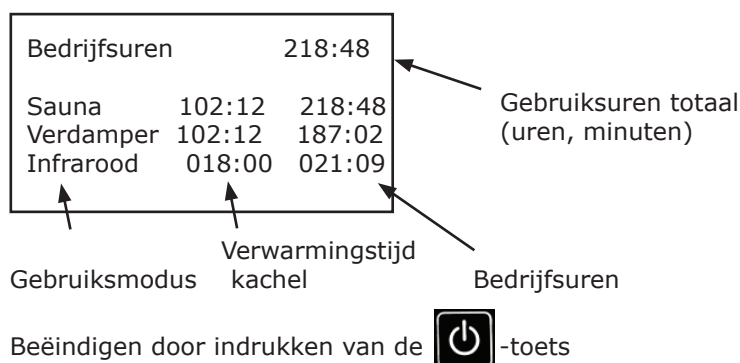 Bedrijfsuren 218:48
Sauna 102:12 218:48
Verdamper 102:12 187:02
Infrarood 018:00 021:09
Gebruiksuren totaal
(uren, minuten)
Verwarmingstijd
kachel
Gebruiksmodus
Bedrijfsuren
Beëindigen door indrukken van de -toets